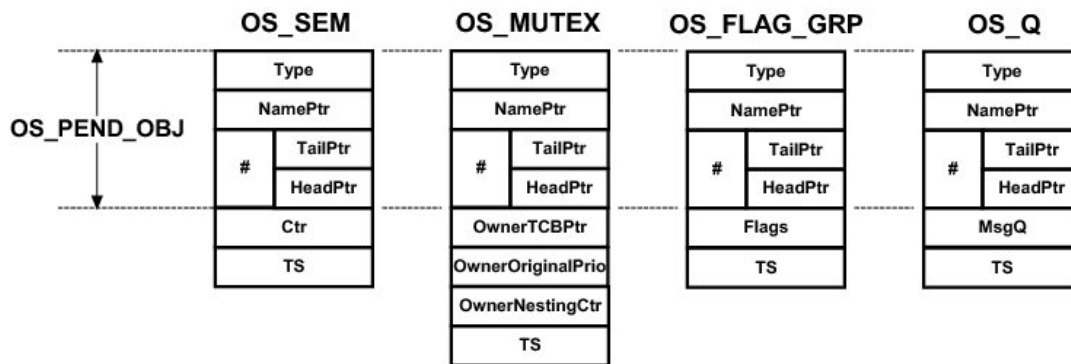 OS_SEM OS_MUTEX OS_FLAG_GRP OS_Q
Type Type Type Type
NamePtr NamePtr NamePtr NamePtr
OS_PEND_OBJ
# TailPtr # TailPtr # TailPtr # TailPtr
HeadPtr HeadPtr HeadPtr HeadPtr
Ctr OwnerTCBPtr Flags MsgQ
TS OwnerOriginalPrio TS TS
OwnerNestingCtr
TS